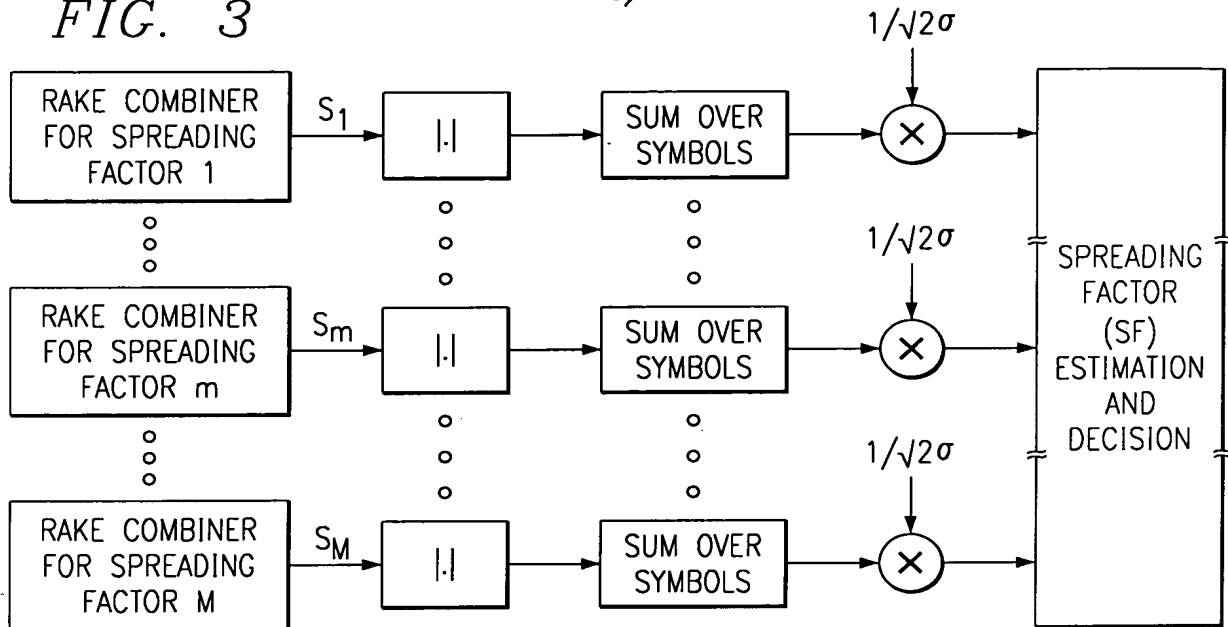 FIG. 3
1/√2σ
RAKE COMBINER
FOR SPREADING
FACTOR 1
S1
|.|
SUM OVER
SYMBOLS
×
1/√2σ
RAKE COMBINER
FOR SPREADING
FACTOR m
Sm
|.|
SUM OVER
SYMBOLS
×
SPREADING
FACTOR
(SF)
ESTIMATION
AND
DECISION
1/√2σ
RAKE COMBINER
FOR SPREADING
FACTOR M
SM
|.|
SUM OVER
SYMBOLS
×